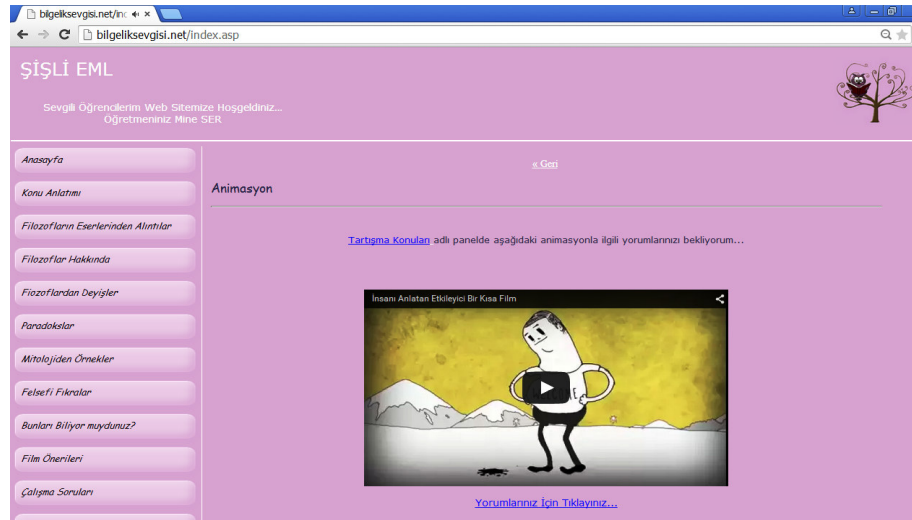 bilgeliksevgisi.net/in
bilgeliksevgisi.net/index.asp
ŞİŞLİ EML
Sevgili Öğrencilerim Web Sitemize Hoşgeldiniz...
Öğretmeniniz Mine SER
Anasayfa
Konu Anlatımı
Filozofların Eserlerinden Alıntılar
Filozoflar Hakkında
Fiozoflardan Deyişler
Paradokslar
Mitolojiden Örnekler
Felsefi Fıkralar
Bunları Biliyor muydunuz?
Film Önerileri
Çalışma Soruları
« Geri
Animasyon
Tartışma Konuları adlı panelde aşağıdaki animasyonla ilgili yorumlarınızı bekliyorum...
İnsanı Anlatan Etkileyici Bir Kısa Film
Yorumlarınız İçin Tıklayınız...